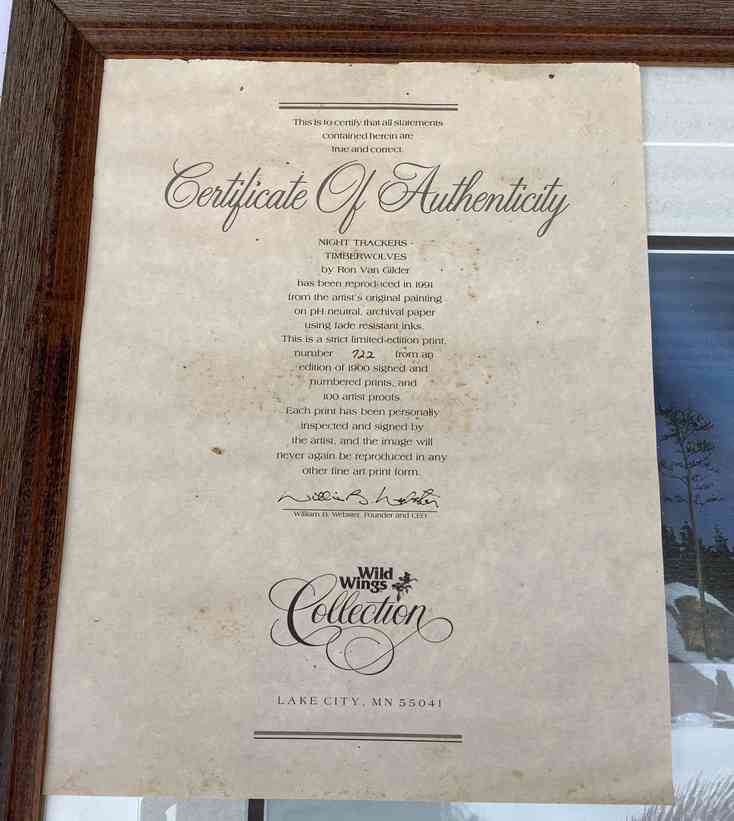 This is to certify that all statements
contained herein are
true and correct.
Certificate Of Authenticity
NIGHT TRACKERS -
TIMBERWOLVES
by Ron Van Gilder
has been reproduced in 1991
from the artist's original painting
on pH neutral, archival paper
using fade resistant inks.
This is a strict limited-edition print,
number 722 from an
edition of 1960 signed and
numbered prints, and
100 artist proofs.
Each print has been personally
inspected and signed by
the artist, and the image will
never again be reproduced in any
other fine art print form.
William B. Webster
William B. Webster, Founder and CEO
Wild
Wings
Collection
LAKE CITY, MN 55041